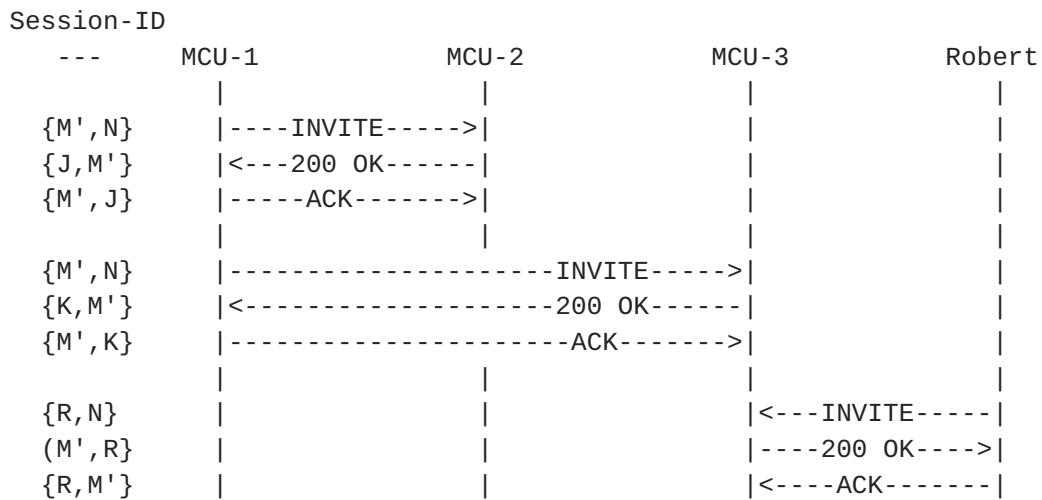 Session-ID
   ---     MCU-1            MCU-2            MCU-3          Robert
             |                |                |               |
  {M',N}     |----INVITE----->|                |               |
  {J,M'}     |<---200 OK------|                |               |
  {M',J}     |-----ACK------->|                |               |
             |                |                |               |
  {M',N}     |---------------------INVITE----->|               |
  {K,M'}     |<--------------------200 OK------|               |
  {M',K}     |----------------------ACK------->|               |
             |                |                |               |
  {R,N}      |                |                |<---INVITE-----|
  (M',R}     |                |                |----200 OK---->|
  {R,M'}     |                |                |<----ACK-------|